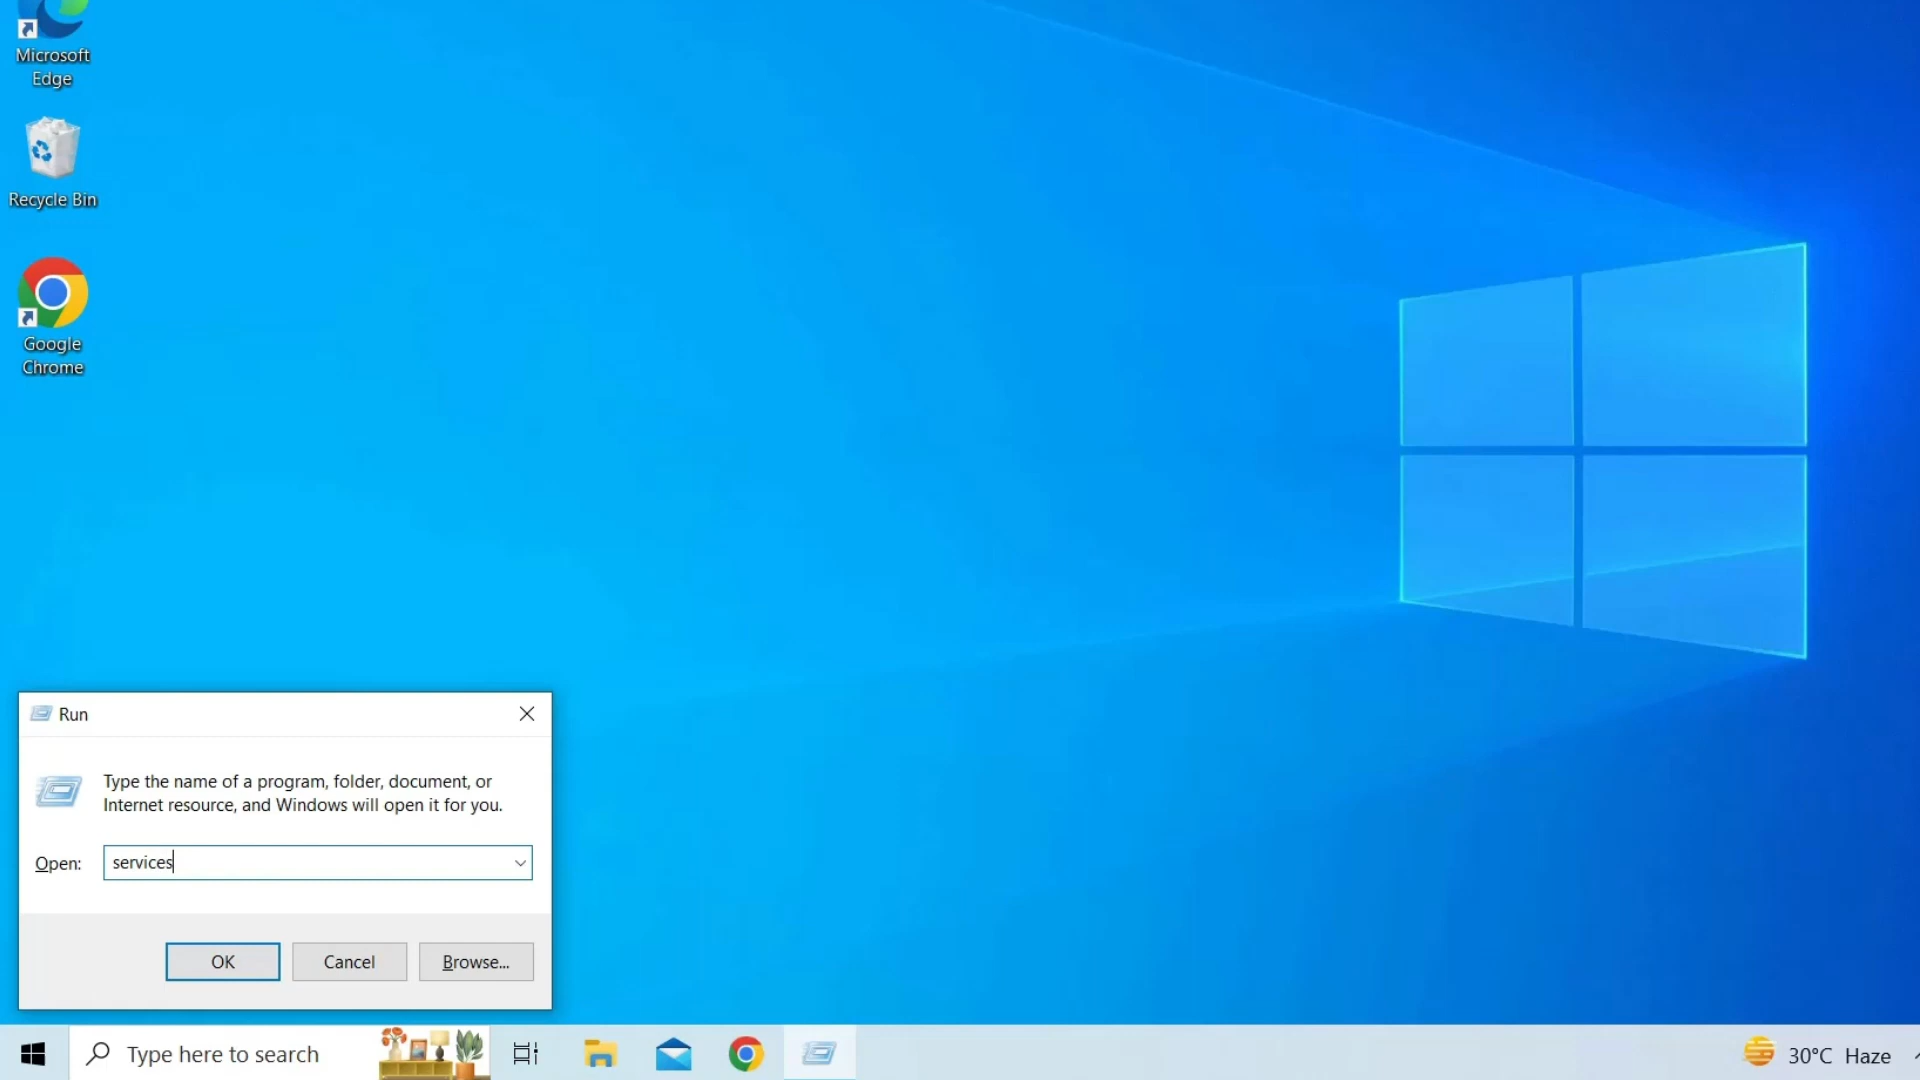 Microsoft
Edge
Recycle Bin
Google
Chrome
Run
Type the name of a program, folder, document, or
Internet resource, and Windows will open it for you.
Open: services
OK Cancel Browse...
Type here to search
30°C Haze